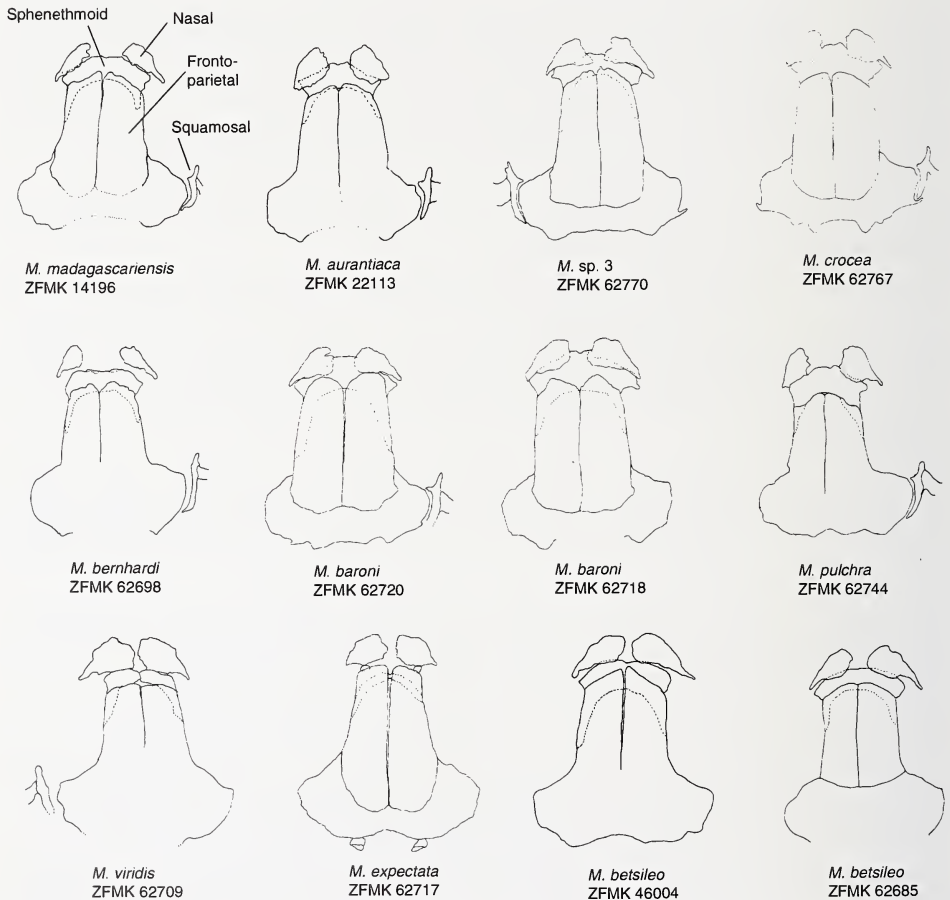 Sphenethmoid
Nasal
Fronto-
parietal
Squamosal
M. madagascariensis
ZFMK 14196
M. aurantiaca
ZFMK 22113
M. sp. 3
ZFMK 62770
M. crocea
ZFMK 62767
M. bernhardi
ZFMK 62698
M. baroni
ZFMK 62720
M. baroni
ZFMK 62718
M. pulchra
ZFMK 62744
M. viridis
ZFMK 62709
M. expectata
ZFMK 62717
M. betsileo
ZFMK 46004
M. betsileo
ZFMK 62685